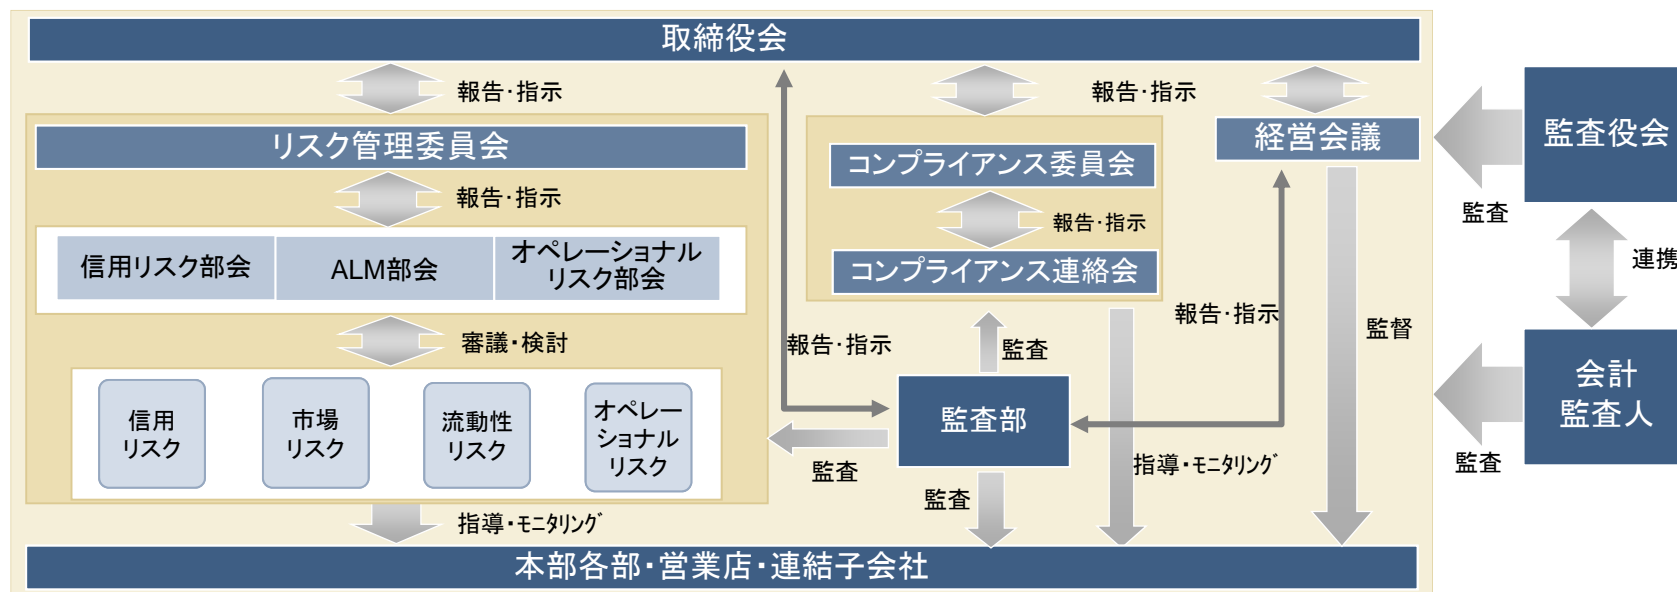 取締役会
報告・指示
報告・指示
リスク管理委員会
経営会議
監査役会
コンプライアンス委員会
報告・指示
監査
報告・指示
信用リスク部会
ALM部会
オペレーショナル
リスク部会
コンプライアンス連絡会
連携
報告・指示
監督
審議・検討
報告・指示
監査
信用
リスク
市場
リスク
流動性
リスク
オペレー
ショナル
リスク
監査部
会計
監査人
監査
指導・モニタリング
監査
監査
指導・モニタリング
本部各部・営業店・連結子会社